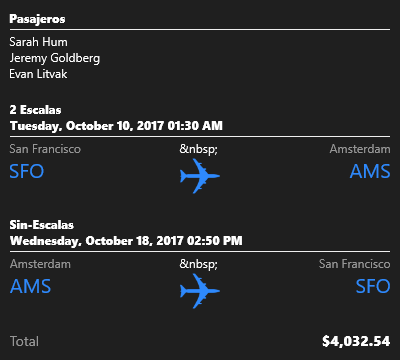 Pasajeros
Sarah Hum
Jeremy Goldberg
Evan Litvak
2 Escalas
Tuesday, October 10, 2017 01:30 AM
San Francisco &nbsp; Amsterdam
SFO AMS
Sin-Escalas
Wednesday, October 18, 2017 02:50 PM
Amsterdam &nbsp; San Francisco
AMS SFO
Total $4,032.54